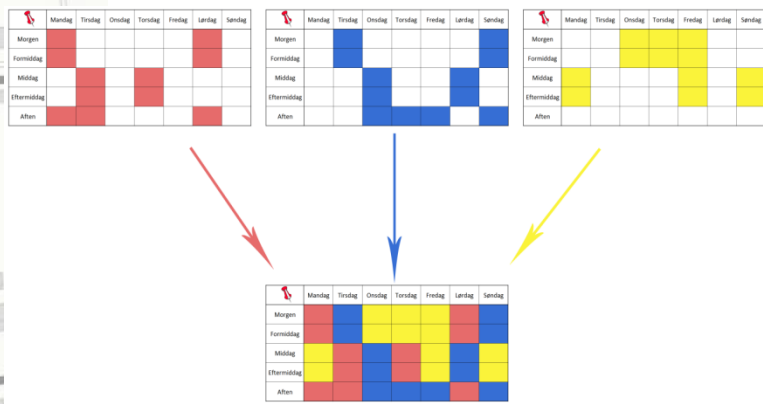 Mandag Tirsdag Onsdag Torsdag Fredag Lørdag Søndag
Morgen
Formiddag
Middag
Eftermiddag
Aften
Mandag Tirsdag Onsdag Torsdag Fredag Lørdag Søndag
Morgen
Formiddag
Middag
Eftermiddag
Aften
Mandag Tirsdag Onsdag Torsdag Fredag Lørdag Søndag
Morgen
Formiddag
Middag
Eftermiddag
Aften
Mandag Tirsdag Onsdag Torsdag Fredag Lørdag Søndag
Morgen
Formiddag
Middag
Eftermiddag
Aften